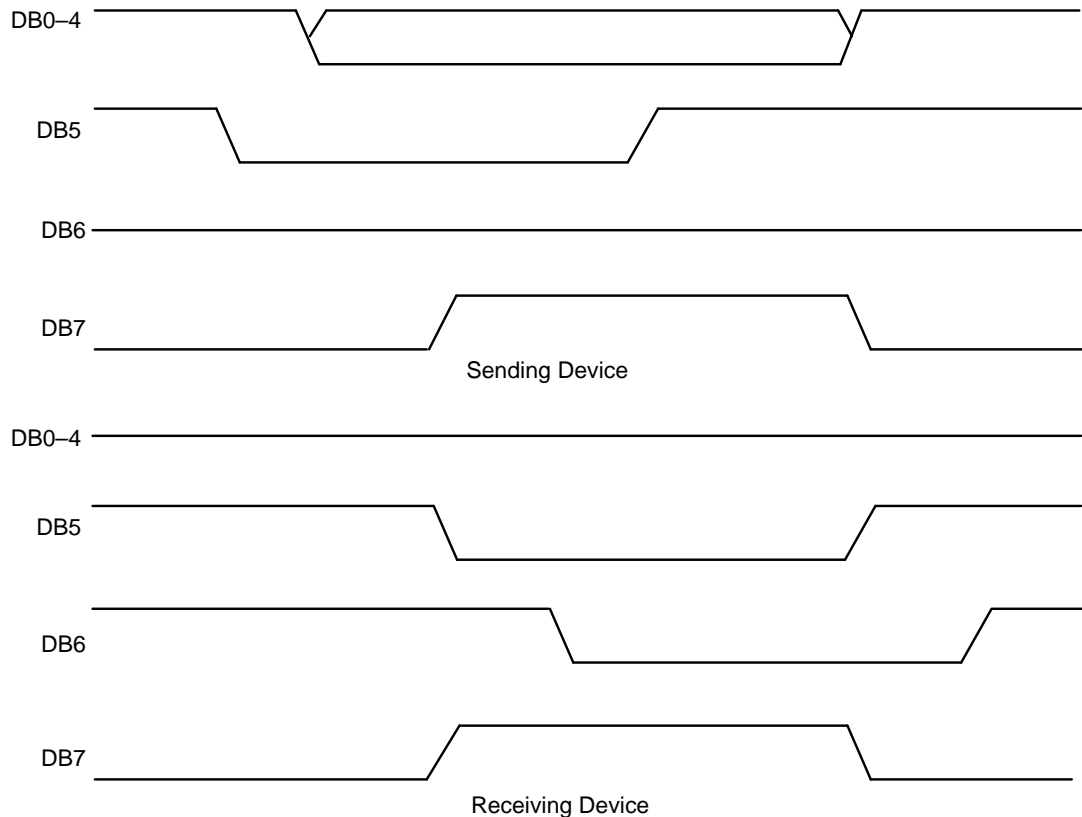 DB0–4
DB5
DB6
DB7
Sending Device
DB0–4
DB5
DB6
DB7
Receiving Device